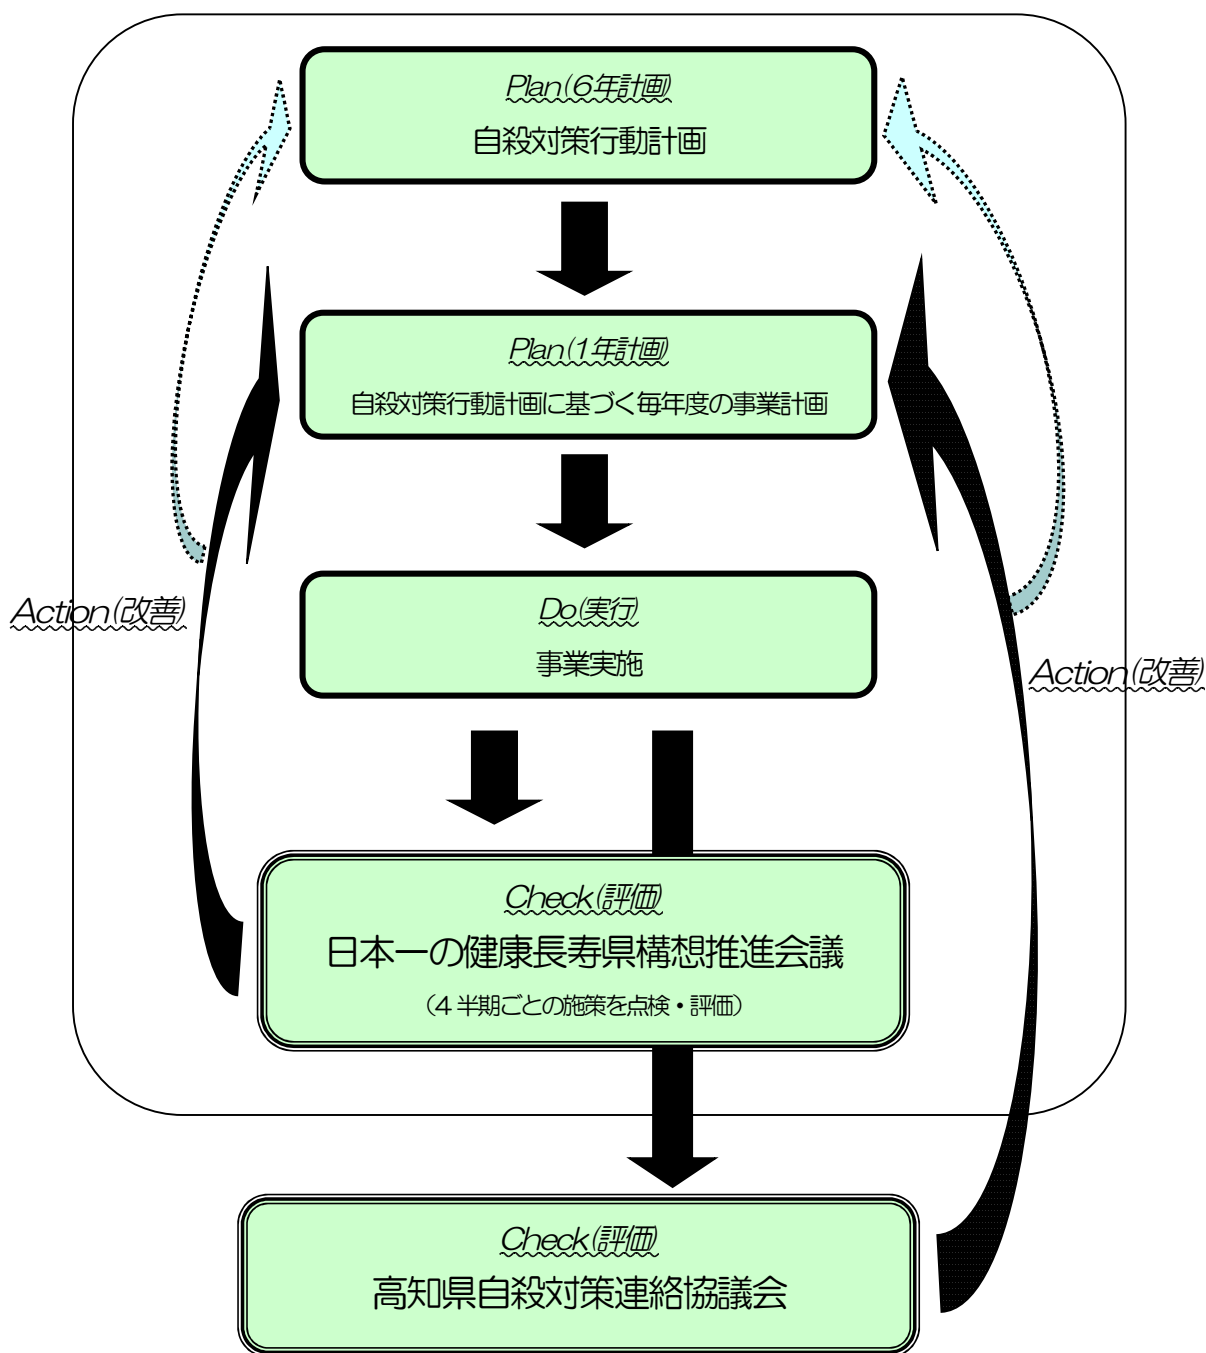 Plan(6年計画)
自殺対策行動計画
Plan(1年計画)
自殺対策行動計画に基づく毎年度の事業計画
Do(実行)
事業実施
Action(改善)
Action(改善)
Check(評価)
日本一の健康長寿県構想推進会議
(4半期ごとの施策を点検・評価)
Check(評価)
高知県自殺対策連絡協議会